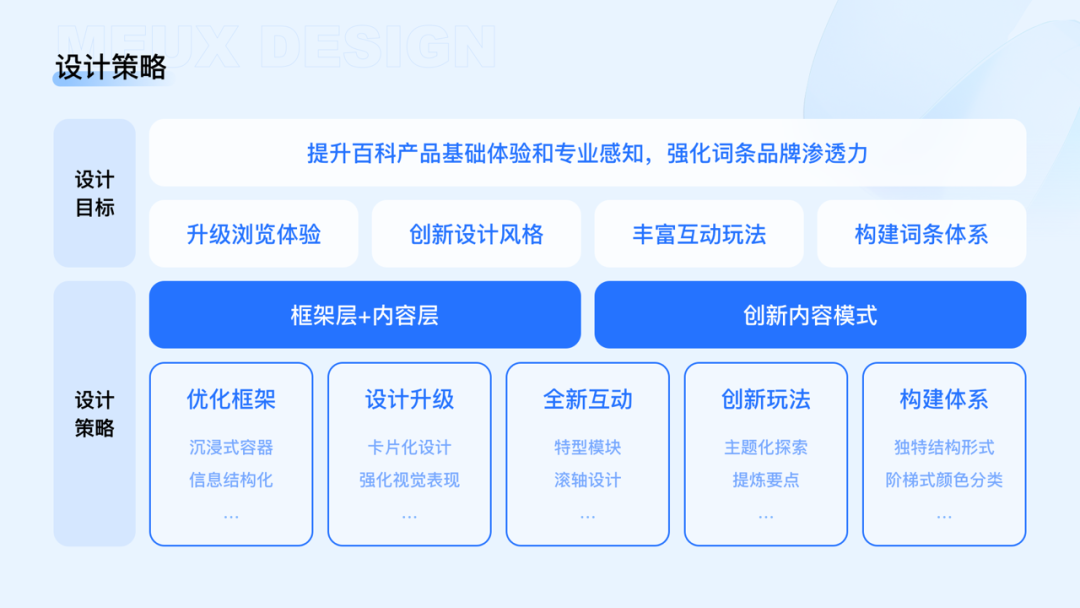 MEUX DESIGN
设计策略
设计
目标
提升百科产品基础体验和专业感知，强化词条品牌渗透力
升级浏览体验
创新设计风格
丰富互动玩法
构建词条体系
设计
策略
框架层+内容层
创新内容模式
优化框架
沉浸式容器
信息结构化
...
设计升级
卡片化设计
强化视觉表现
...
全新互动
特型模块
滚轴设计
...
创新玩法
主题化探索
提炼要点
...
构建体系
独特结构形式
阶梯式颜色分类
...